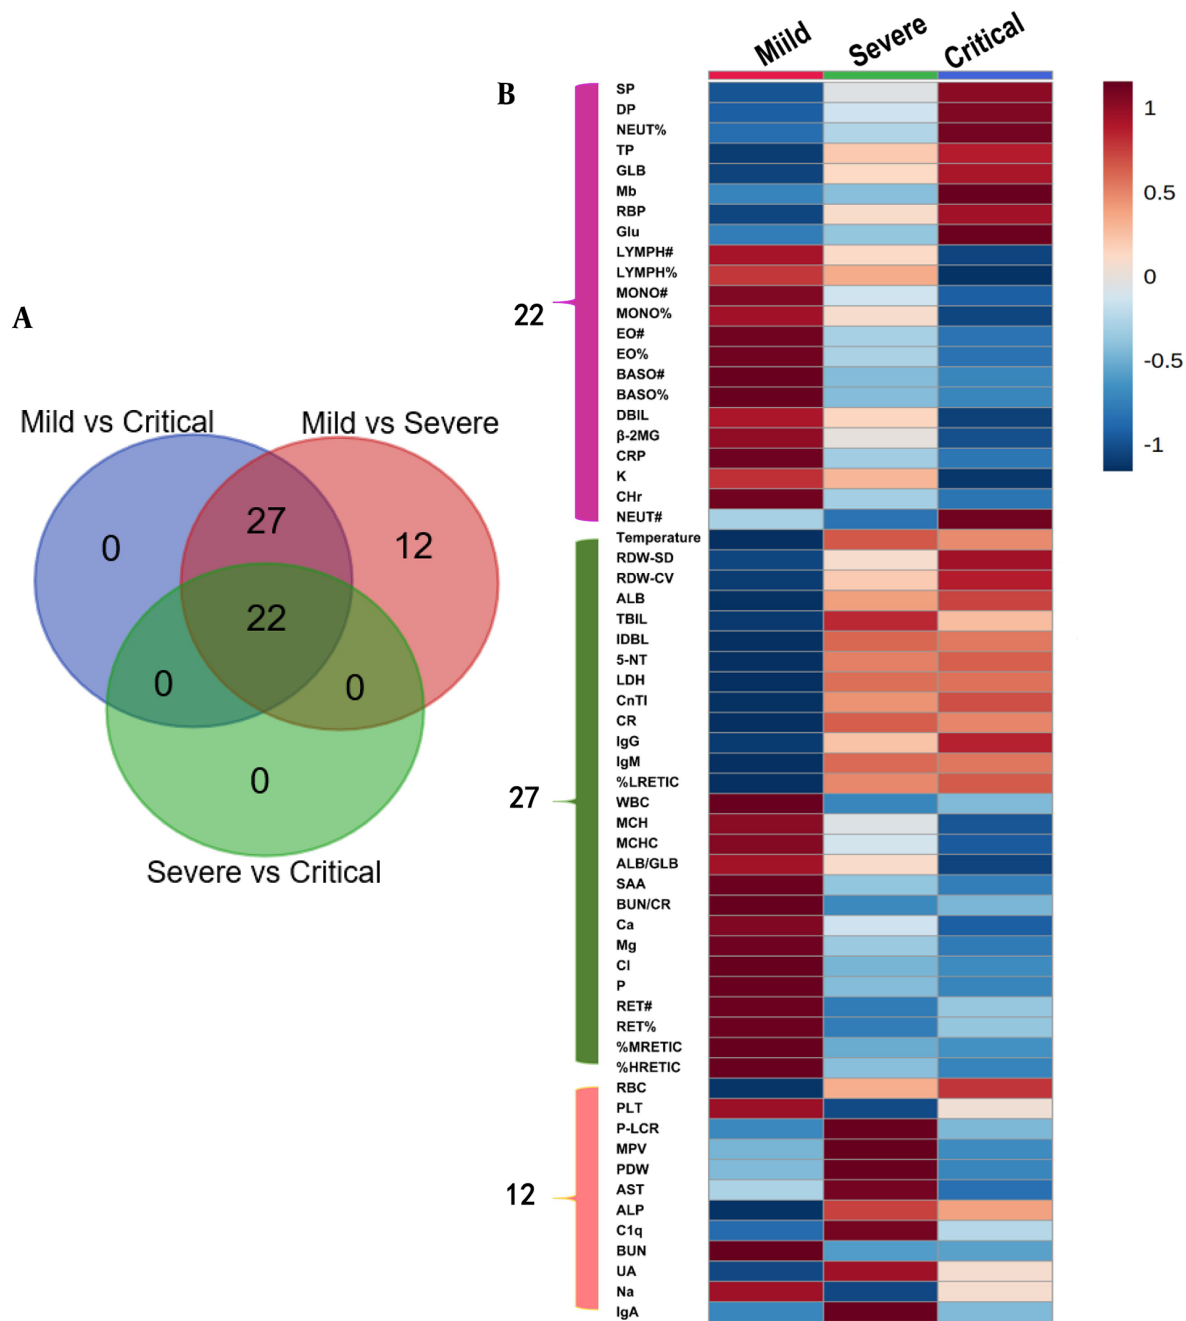 A
Mild vs Critical
Mild vs Severe
0
27
12
22
0
0
0
Severe vs Critical
B
Miild
Severe
Critical
22
27
12
SP
DP
NEUT%
TP
GLB
Mb
RBP
Glu
LYMPH#
LYMPH%
MONO#
MONO%
EO#
EO%
BASO#
BASO%
DBIL
β-2MG
CRP
K
CHr
NEUT#
Temperature
RDW-SD
RDW-CV
ALB
TBIL
IDBL
5-NT
LDH
CnTI
CR
IgG
IgM
%LRETIC
WBC
MCH
MCHC
ALB/GLB
SAA
BUN/CR
Ca
Mg
Cl
P
RET#
RET%
%MRETIC
%HRETIC
RBC
PLT
P-LCR
MPV
PDW
AST
ALP
C1q
BUN
UA
Na
IgA
1
0.5
0
-0.5
-1